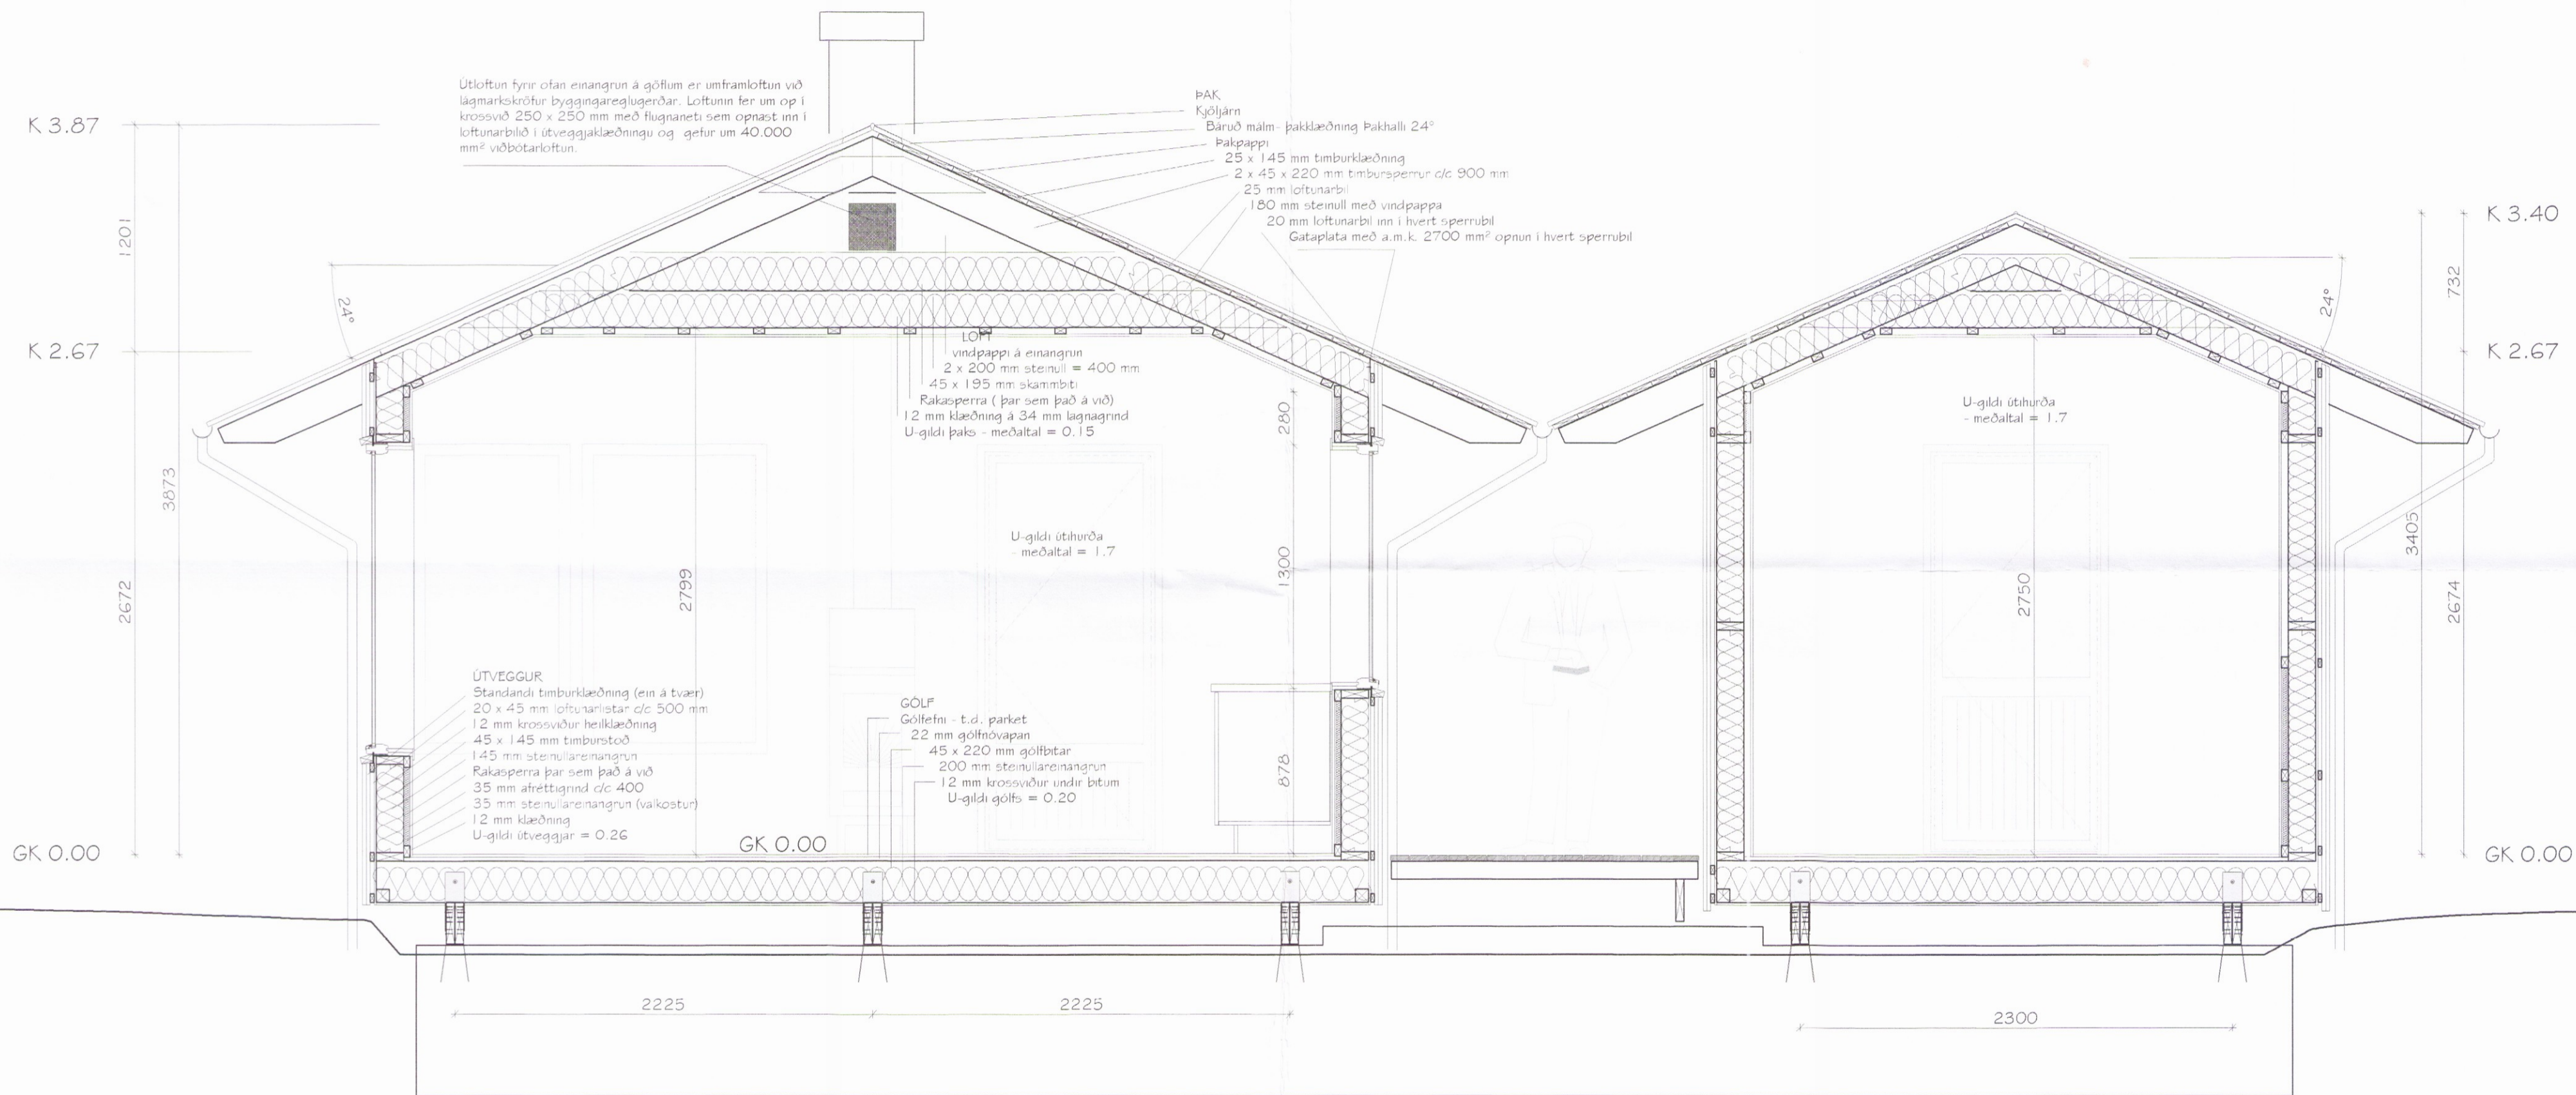 Útloftun fyrir ofan einangrun á göflum er umframloftun við
lágmarkskröfur byggingareglugerðar. Loftunin fer um op í
krossvið 250 x 250 mm með flugnaneti sem opnast inn í
loftunarbilið í útveggjaklæðningu og gefur um 40.000
mm² viðbótarloftun.
ÞAK
Kjöljárn
Báruð málm- þakklæðning Þakhalli 24°
Þakpappi
25 x 145 mm timburklæðning
2 x 45 x 220 mm timbursperrur c/c 900 mm
25 mm loftunarbil
180 mm steinull með vindpappa
20 mm loftunarbil inn í hvert sperrubil
Gataplata með a.m.k. 2700 mm² opnun í hvert sperrubil
K 3.87
1201
K 2.67
3873
2672
GK 0.00
24°
LOFT
vindpappi á einangrun
2 x 200 mm steinull = 400 mm
45 x 195 mm skammbiti
Rakasperra ( þar sem það á við)
12 mm klæðning á 34 mm lagnagrind
U-gildi þaks - meðaltal = 0.15
2799
U-gildi útihurða
- meðaltal = 1.7
280
1300
878
ÚTVEGGUR
Standandi timburklæðning (ein á tvær)
20 x 45 mm loftunarlistar c/c 500 mm
12 mm krossviður heilklæðning
45 x 145 mm timburstoð
145 mm steinullareinangrun
Rakasperra þar sem það á við
35 mm afréttigrind c/c 400
35 mm steinullareinangrun (valkostur)
12 mm klæðning
U-gildi útveggjar = 0.26
GÓLF
Gólfefni - t.d. parket
22 mm gólfnóvapan
45 x 220 mm gólfbitar
200 mm steinullareinangrun
12 mm krossviður undir bitum
U-gildi gólfs = 0.20
GK 0.00
2225
2225
U-gildi útihurða
- meðaltal = 1.7
2750
24°
K 3.40
732
K 2.67
3405
2674
GK 0.00
2300